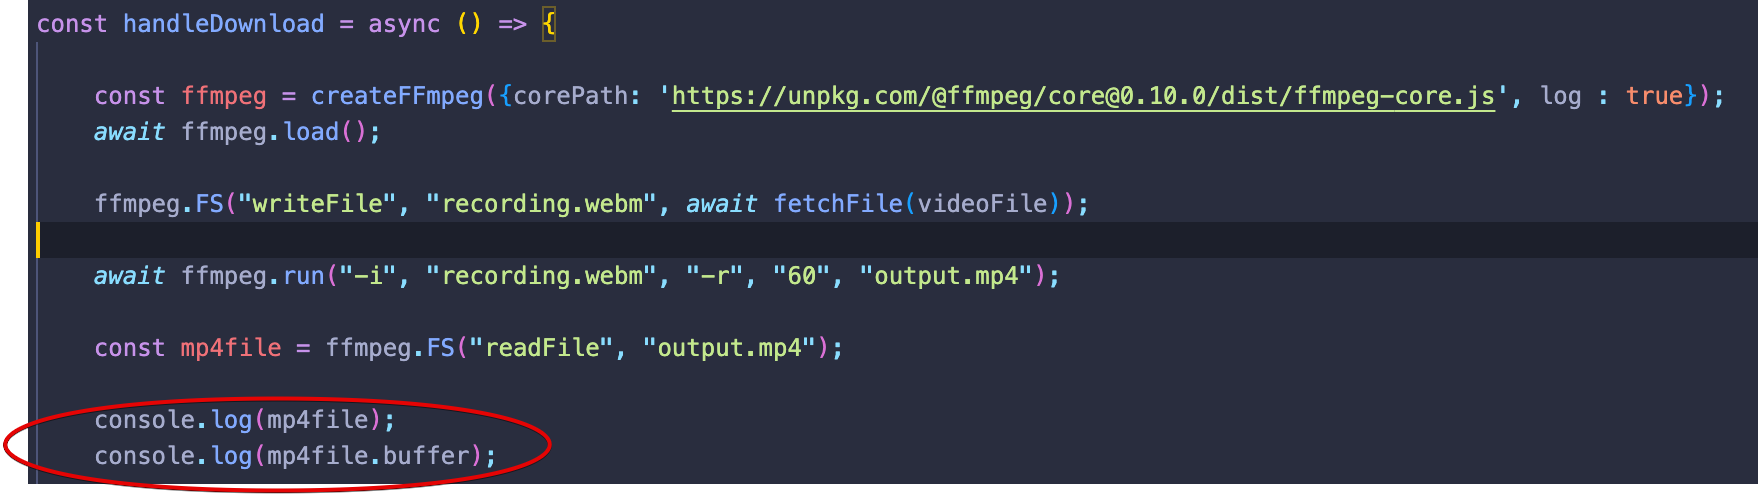 const handleDownload = async () => {
const ffmpeg = createFFmpeg({corePath: 'https://unpkg.com/@ffmpeg/core@0.10.0/dist/ffmpeg-core.js', log : true});
await ffmpeg.load();
ffmpeg.FS("writeFile", "recording.webm", await fetchFile(videoFile));
await ffmpeg.run("-i", "recording.webm", "-r", "60", "output.mp4");
const mp4file = ffmpeg.FS("readFile", "output.mp4");
console.log(mp4file);
console.log(mp4file.buffer);